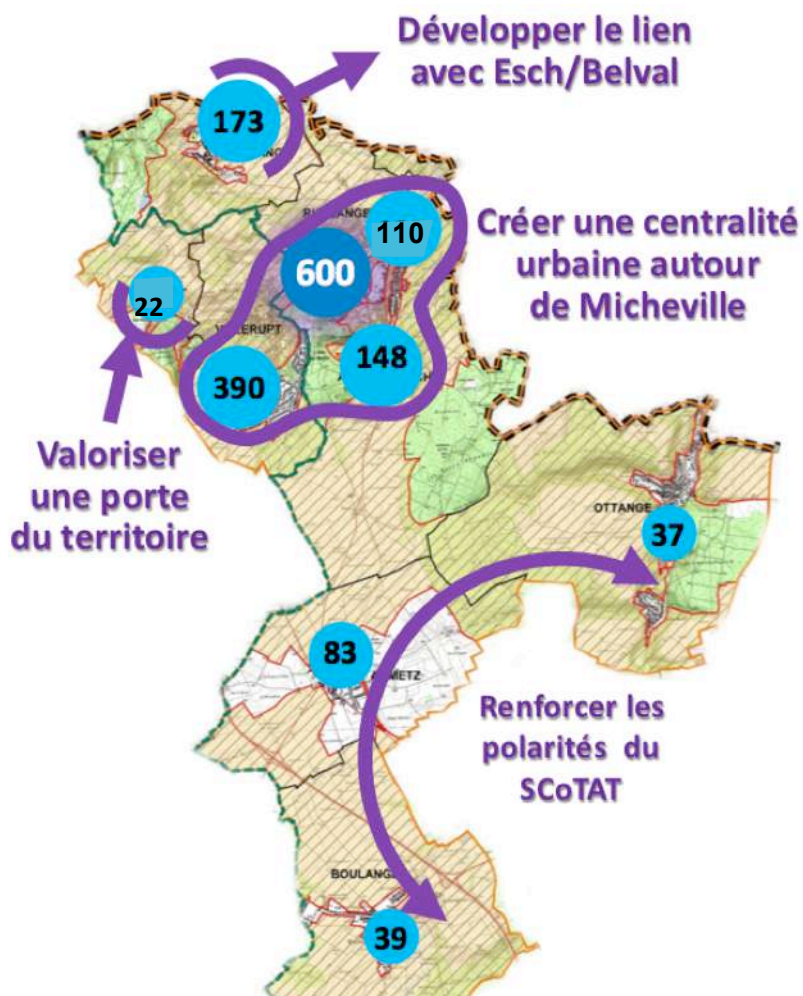 Développer le lien
avec Esch/Belval
173
Créer une centralité
urbaine autour
de Micheville
110
600
22
148
390
Valoriser
une porte
du territoire
OTTANGE
37
83
Renforcer les
polarités du
SCoTAT
39